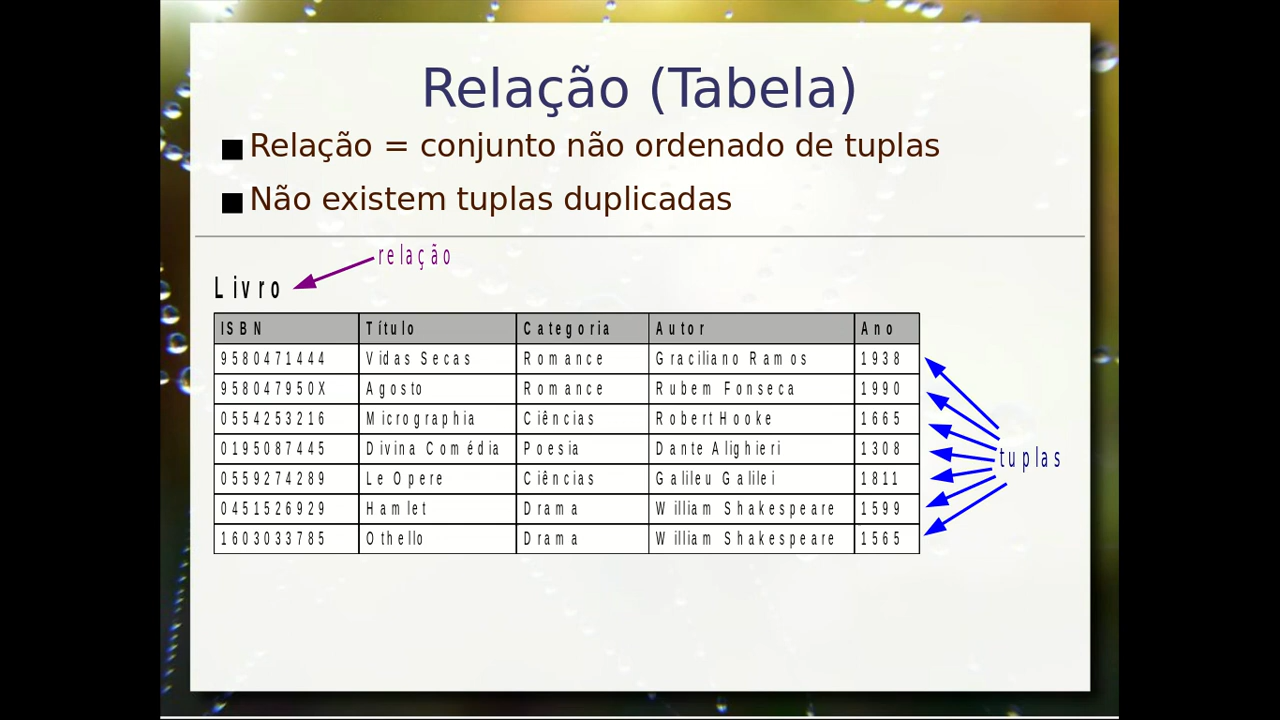 Relação (Tabela)
Relação = conjunto não ordenado de tuplas
Não existem tuplas duplicadas
relação
Livro
ISBN Título Categoria Autor Ano
9580471444 Vidas Secas Romance Graciliano Ramos 1938
958047950X Agosto Romance Rubem Fonseca 1990
0554253216 Micrographia Ciências Robert Hooke 1665
0195087445 Divina Comédia Poesia Dante Alighieri 1308
0559274289 Le Opere Ciências Galileu Galilei 1811
0451526929 Hamlet Drama William Shakespeare 1599
1603033785 Othello Drama William Shakespeare 1565
tuplas